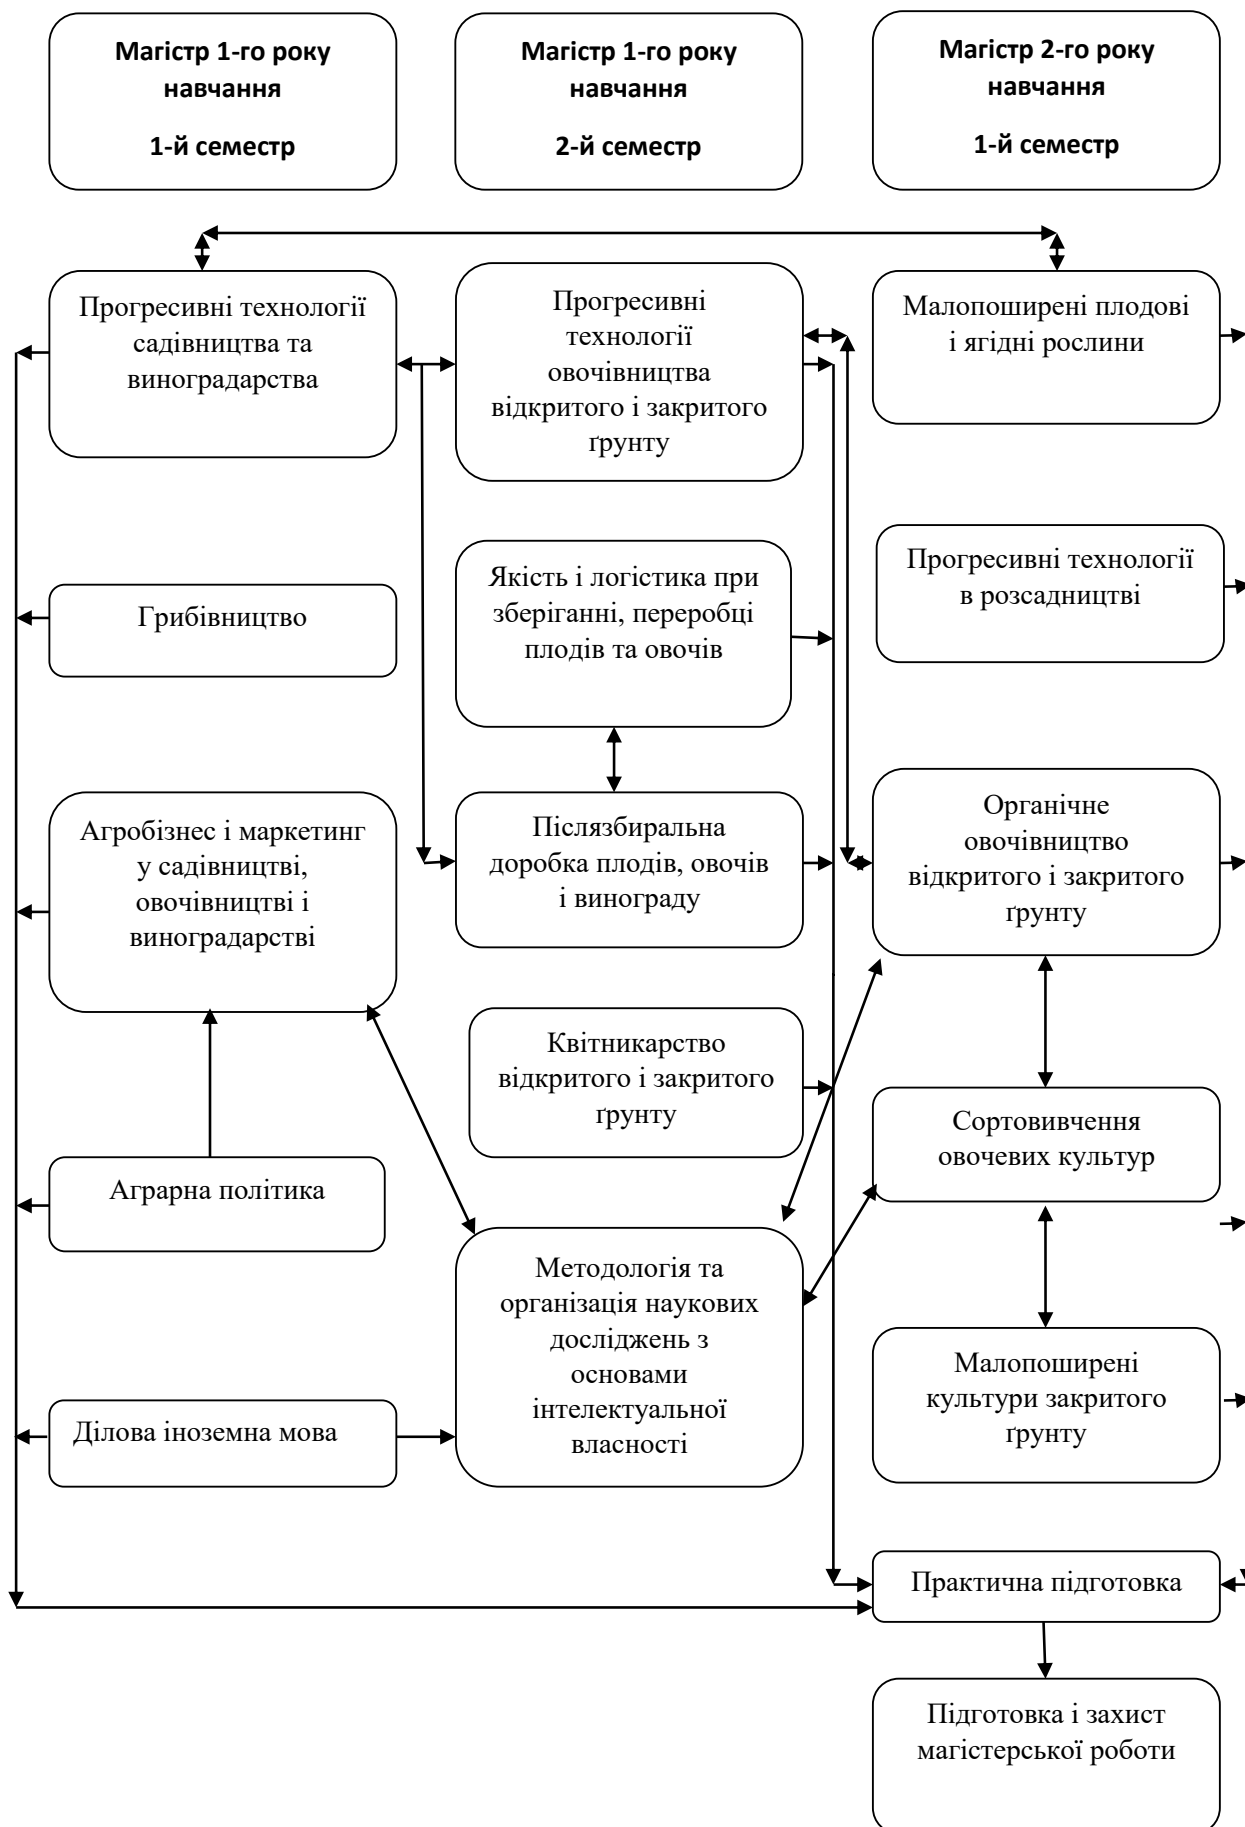 Магістр 1-го року
навчання
1-й семестр
Магістр 1-го року
навчання
2-й семестр
Магістр 2-го року
навчання
1-й семестр
Прогресивні технології
садівництва та
виноградарства
Прогресивні
технології
овочівництва
відкритого і закритого
ґрунту
Малопоширені плодові
і ягідні рослини
Грибівництво
Якість і логістика при
зберіганні, переробці
плодів та овочів
Прогресивні технології
в розсадництві
Агробізнес і маркетинг
у садівництві,
овочівництві і
виноградарстві
Післязбиральна
доробка плодів, овочів
і винограду
Органічне
овочівництво
відкритого і закритого
ґрунту
Квітникарство
відкритого і закритого
ґрунту
Сортовивчення
овочевих культур
Аграрна політика
Методологія та
організація наукових
досліджень з
основами
інтелектуальної
власності
Малопоширені
культури закритого
ґрунту
Ділова іноземна мова
Практична підготовка
Підготовка і захист
магістерської роботи